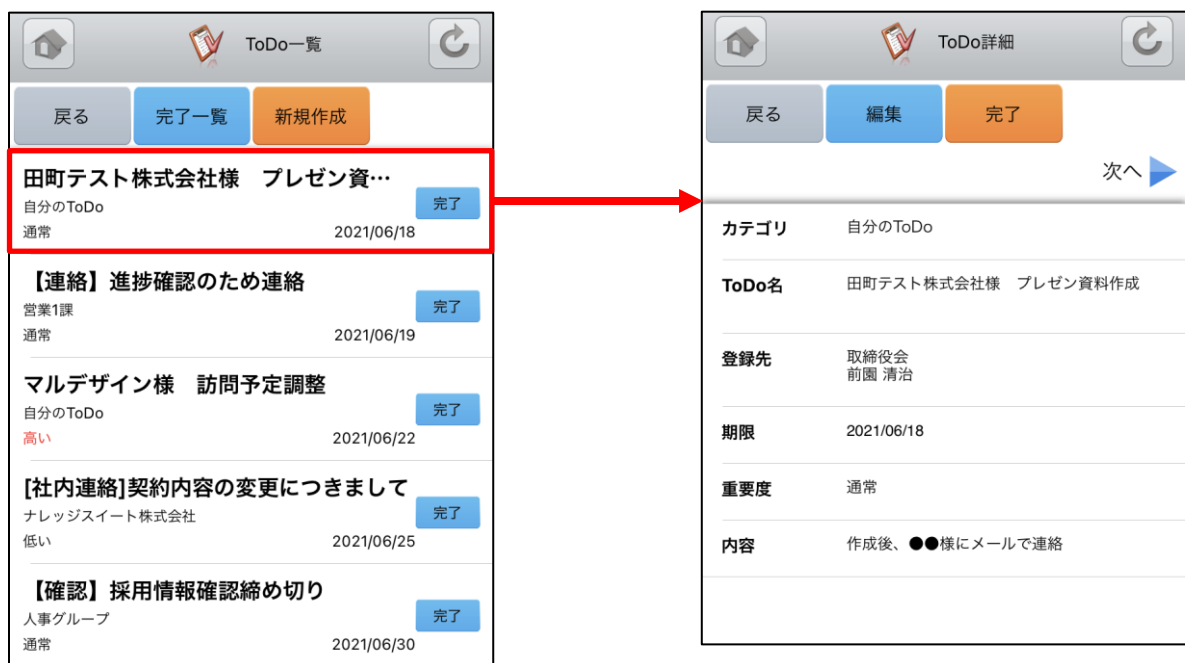 ToDo一覧
戻る
完了一覧
新規作成
田町テスト株式会社様　プレゼン資…
自分のToDo
完了
通常
2021/06/18
【連絡】進捗確認のため連絡
営業1課
完了
通常
2021/06/19
マルデザイン様　訪問予定調整
自分のToDo
完了
高い
2021/06/22
[社内連絡]契約内容の変更につきまして
ナレッジスイート株式会社
完了
低い
2021/06/25
【確認】採用情報確認締め切り
人事グループ
完了
通常
2021/06/30
ToDo詳細
戻る
編集
完了
次へ
カテゴリ
自分のToDo
ToDo名
田町テスト株式会社様　プレゼン資料作成
登録先
取締役会
前園 清治
期限
2021/06/18
重要度
通常
内容
作成後、●●様にメールで連絡